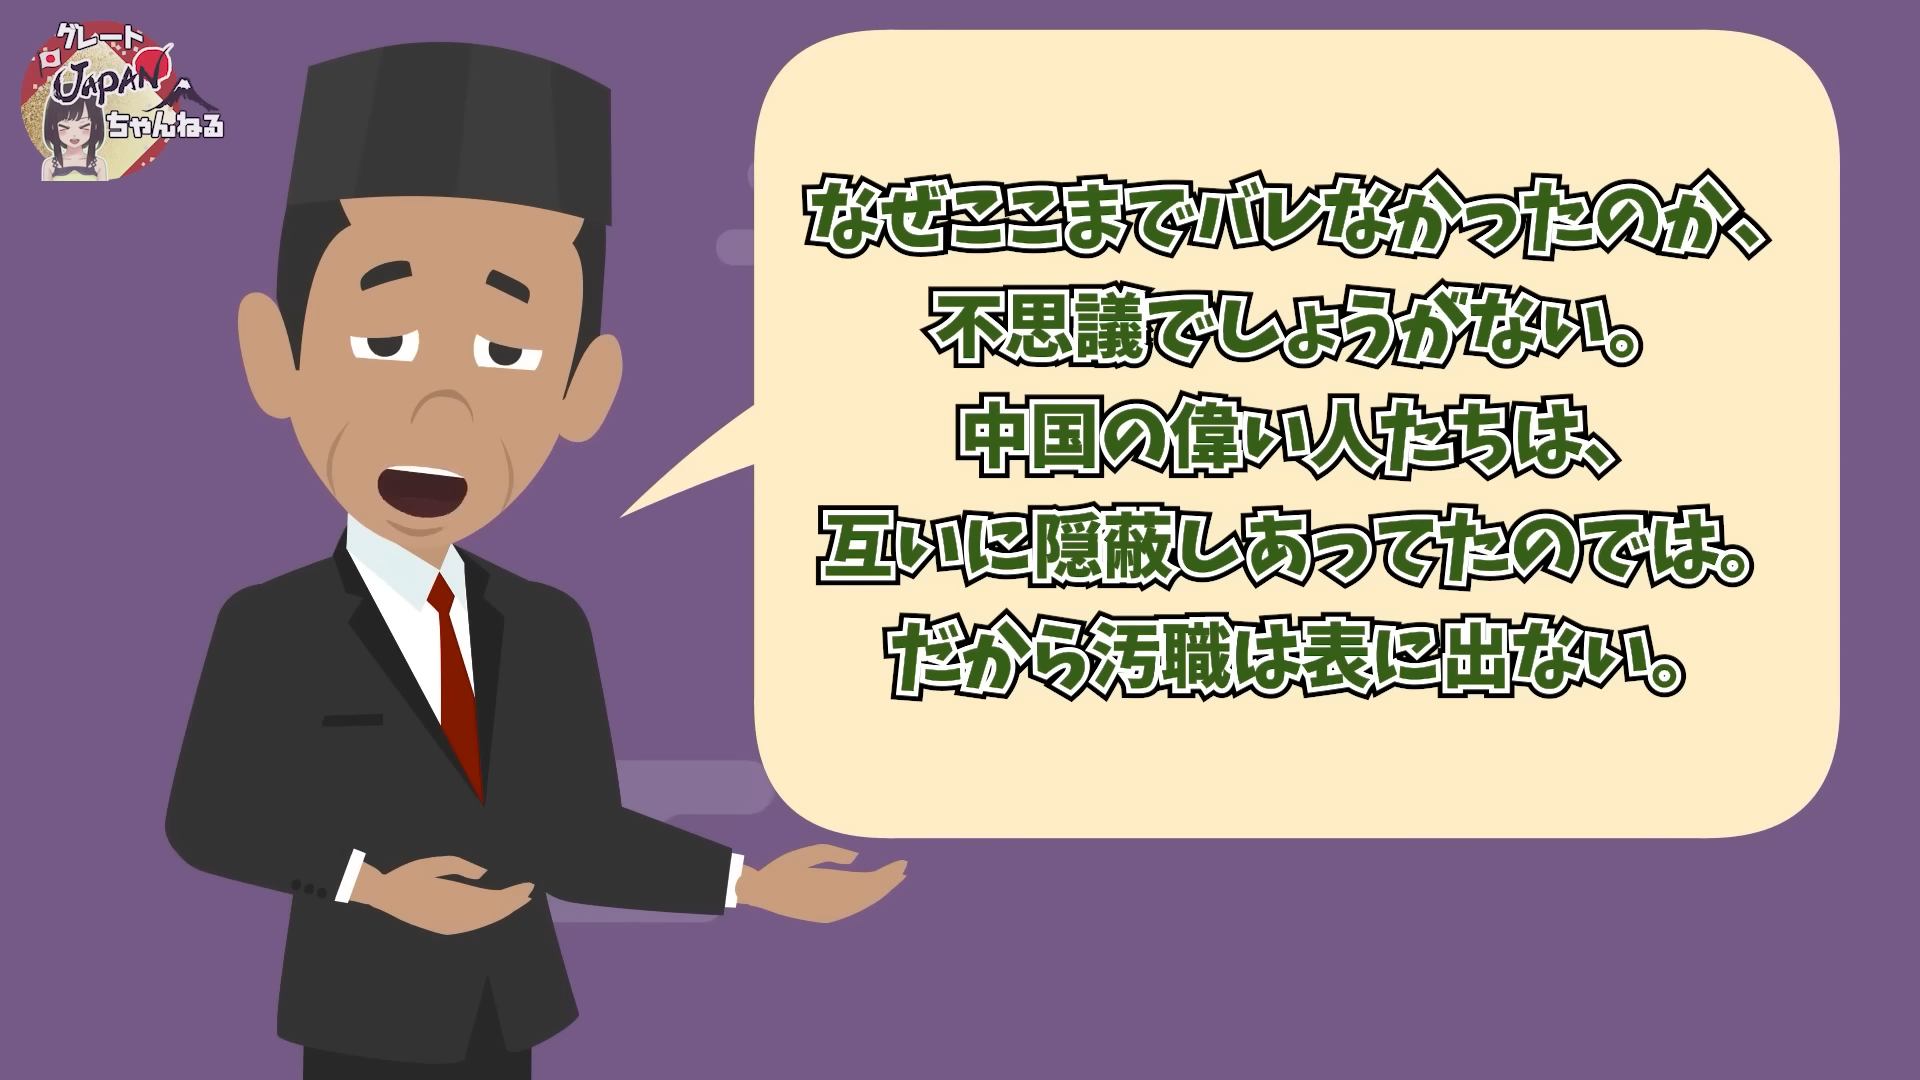 グレート
JAPAN
ちゃんねる
なぜここまでバレなかったのか、
不思議でしょうがない。
中国の偉い人たちは、
互いに隠蔽しあってたのでは。
だから汚職は表に出ない。